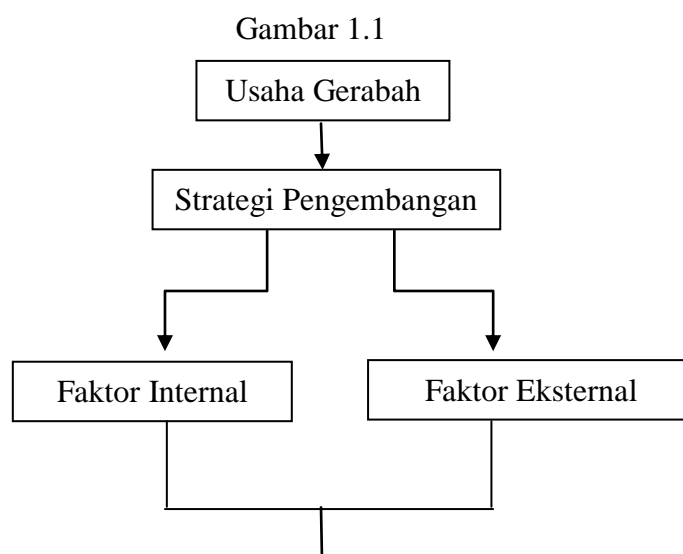 Gambar 1.1
Usaha Gerabah
Strategi Pengembangan
Faktor Internal
Faktor Eksternal